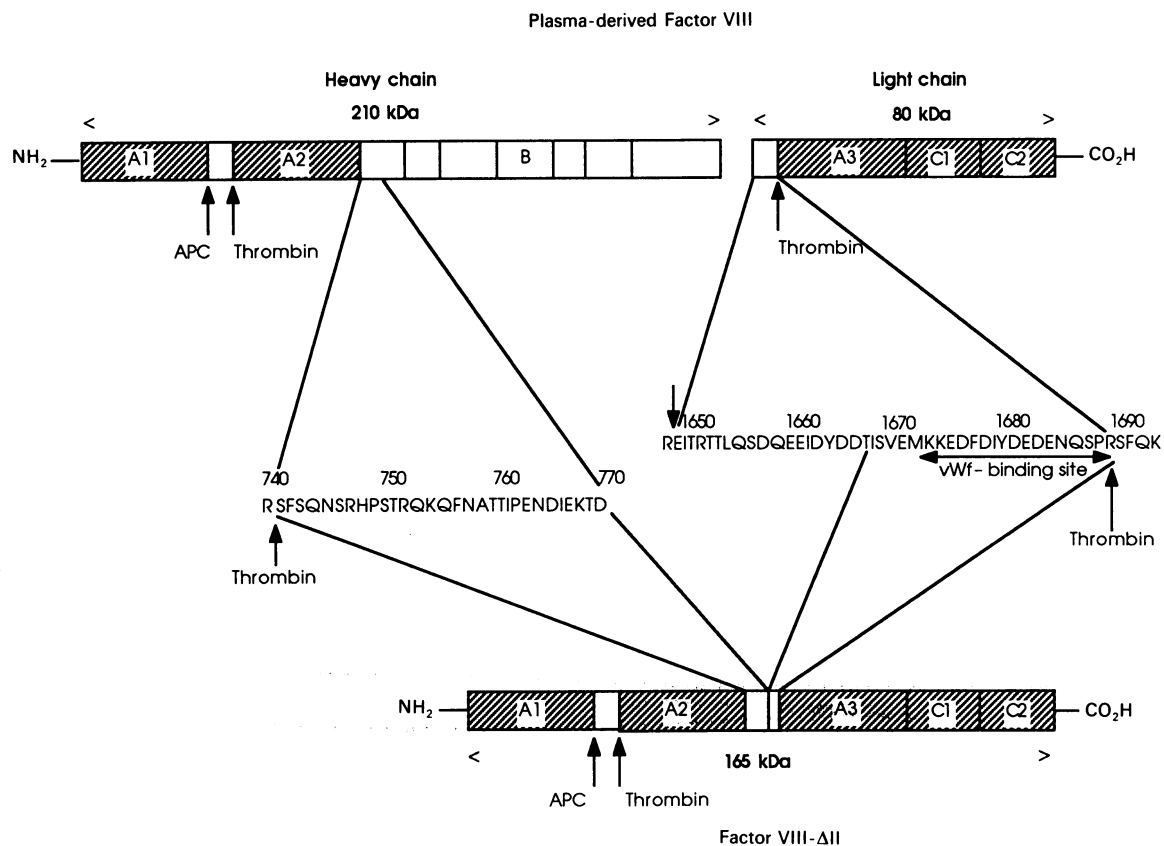 Plasma-derived Factor VIII
Heavy chain
210 kDa
Light chain
80 kDa
< >
< >
NH₂ A1 A2 B
A3 C1 C2 CO₂H
APC Thrombin
Thrombin
1650 1660 1670 1680 1690
REITRTTLQSDQEEIDYDDTISVEMKKEDFDIYDEDENQSPRSFQK
vWf-binding site
740 750 760 770
RSFSQNSRHPSTRQKQFNATTIPENDIEKTD
Thrombin
Thrombin
NH₂ A1 A2 A3 C1 C2 CO₂H
< 165 kDa >
APC Thrombin
Factor VIII-ΔII